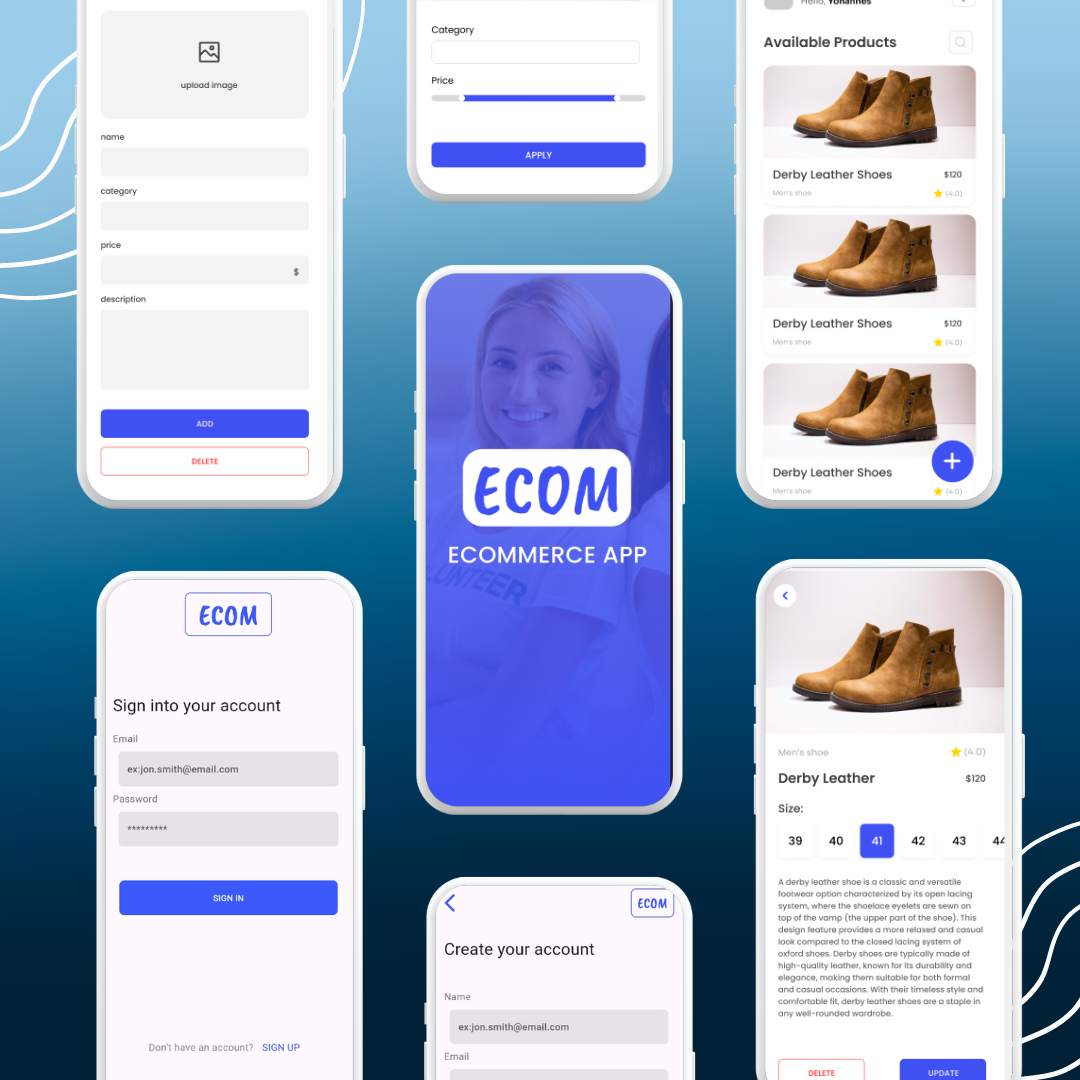 upload image
name
category
price
$
description
ADD
DELETE
Category
Price
APPLY
Hello, Yohannes
Available Products
Derby Leather Shoes $120
Men's shoe (4.0)
Derby Leather Shoes $120
Men's shoe (4.0)
Derby Leather Shoes
Men's shoe (4.0)
ECOM
ECOMMERCE APP
LUNTEER
ECOM
Sign into your account
Email
ex:jon.smith@email.com
Password
*********
SIGN IN
Don't have an account? SIGN UP
ECOM
Create your account
Name
ex:jon.smith@email.com
Email
Men's shoe (4.0)
Derby Leather $120
Size:
39 40 41 42 43 44
A derby leather shoe is a classic and versatile
footwear option characterized by its open lacing
system, where the shoelace eyelets are sewn on
top of the vamp (the upper part of the shoe). This
design feature provides a more relaxed and casual
look compared to the closed lacing system of
oxford shoes. Derby shoes are typically made of
high-quality leather, known for its durability and
elegance, making them suitable for both formal
and casual occasions. With their timeless style and
comfortable fit, derby leather shoes are a staple in
any well-rounded wardrobe.
DELETE UPDATE